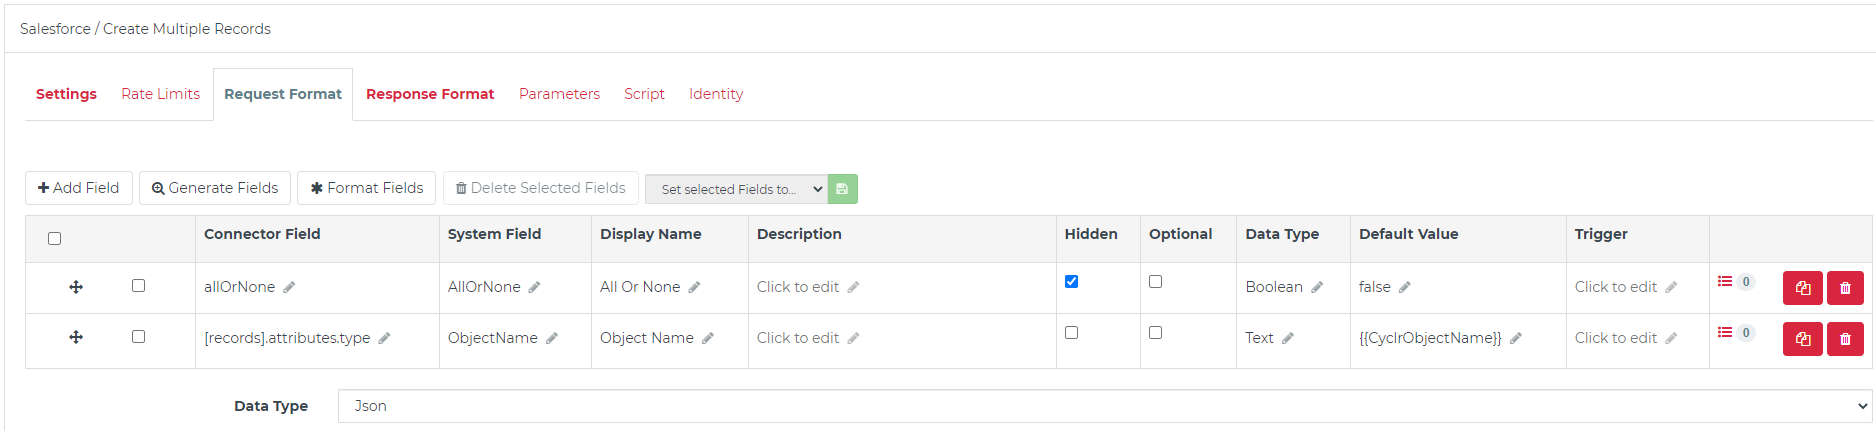 Salesforce / Create Multiple Records
Settings Rate Limits Request Format Response Format Parameters Script Identity
Add Field Generate Fields Format Fields Delete Selected Fields Set selected Fields to...
Connector Field System Field Display Name Description Hidden Optional Data Type Default Value Trigger
allOrNone AllOrNone All Or None Click to edit Boolean false Click to edit 0
[records].attributes.type ObjectName Object Name Click to edit Text {{CyclrObjectName}} Click to edit 0
Data Type Json